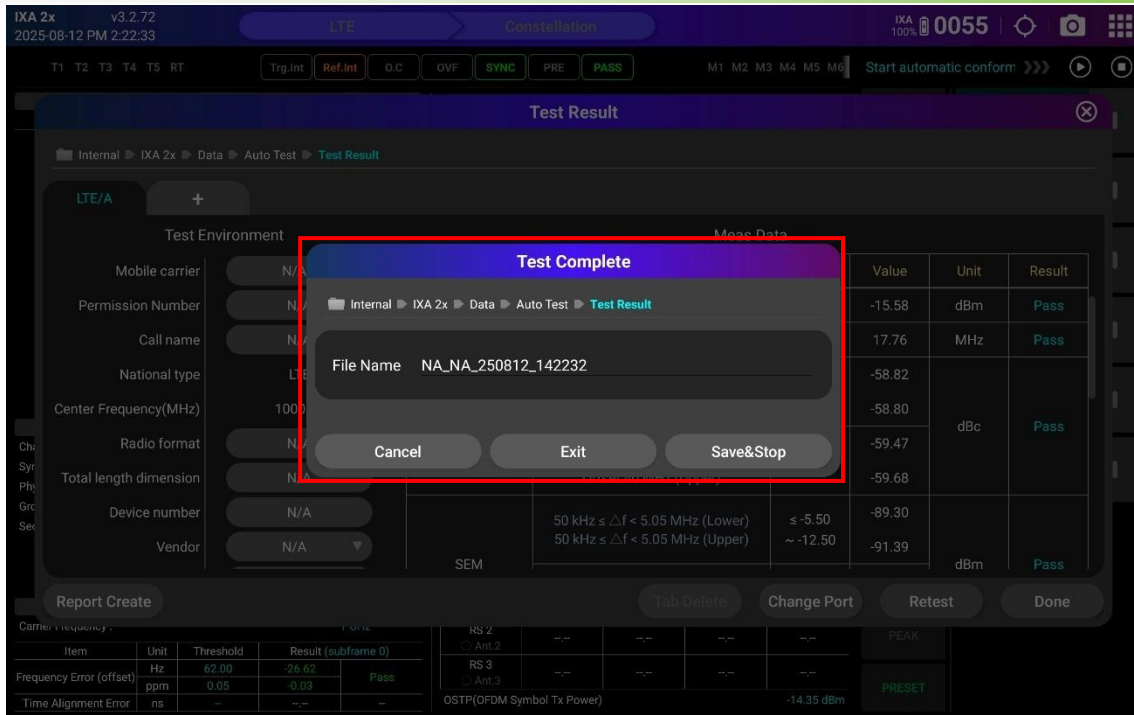 IXA 2x v3.2.72
2025-08-12 PM 2:22:33
LTE
Constellation
IXA
100%
0055
T1 T2 T3 T4 T5 RT
Trg.Int Ref.Int O.C OVF SYNC PRE PASS
M1 M2 M3 M4 M5 M6
Start automatic conform >>>
Test Result
Internal IXA 2x Data Auto Test Test Result
LTE/A +
Test Environment
Meas Data
Mobile carrier N/A
Permission Number
Call name
National type
Center Frequency(MHz) 1000
Radio format
Total length dimension
Device number N/A
Vendor N/A
Value Unit Result
-15.58 dBm Pass
17.76 MHz Pass
-58.82
-58.80
dBc Pass
-59.47
-59.68
SEM
50 kHz ≤ △f < 5.05 MHz (Lower)
50 kHz ≤ △f < 5.05 MHz (Upper)
≤ -5.50
~ -12.50
-89.30
-91.39
dBm Pass
Test Complete
Internal IXA 2x Data Auto Test Test Result
File Name NA_NA_250812_142232
Cancel Exit Save&Stop
Report Create Tab Delete Change Port Retest Done
Item Unit Threshold Result (subframe 0)
Frequency Error (offset) Hz 62.00 -26.62 Pass
ppm 0.05 -0.03
Time Alignment Error ns -- --.-- --
RS 2 --.-- --.-- --.-- --.--
Ant.2
RS 3 --.-- --.-- --.-- --.--
Ant.3
OSTP(OFDM Symbol Tx Power) -14.35 dBm
PEAK
PRESET